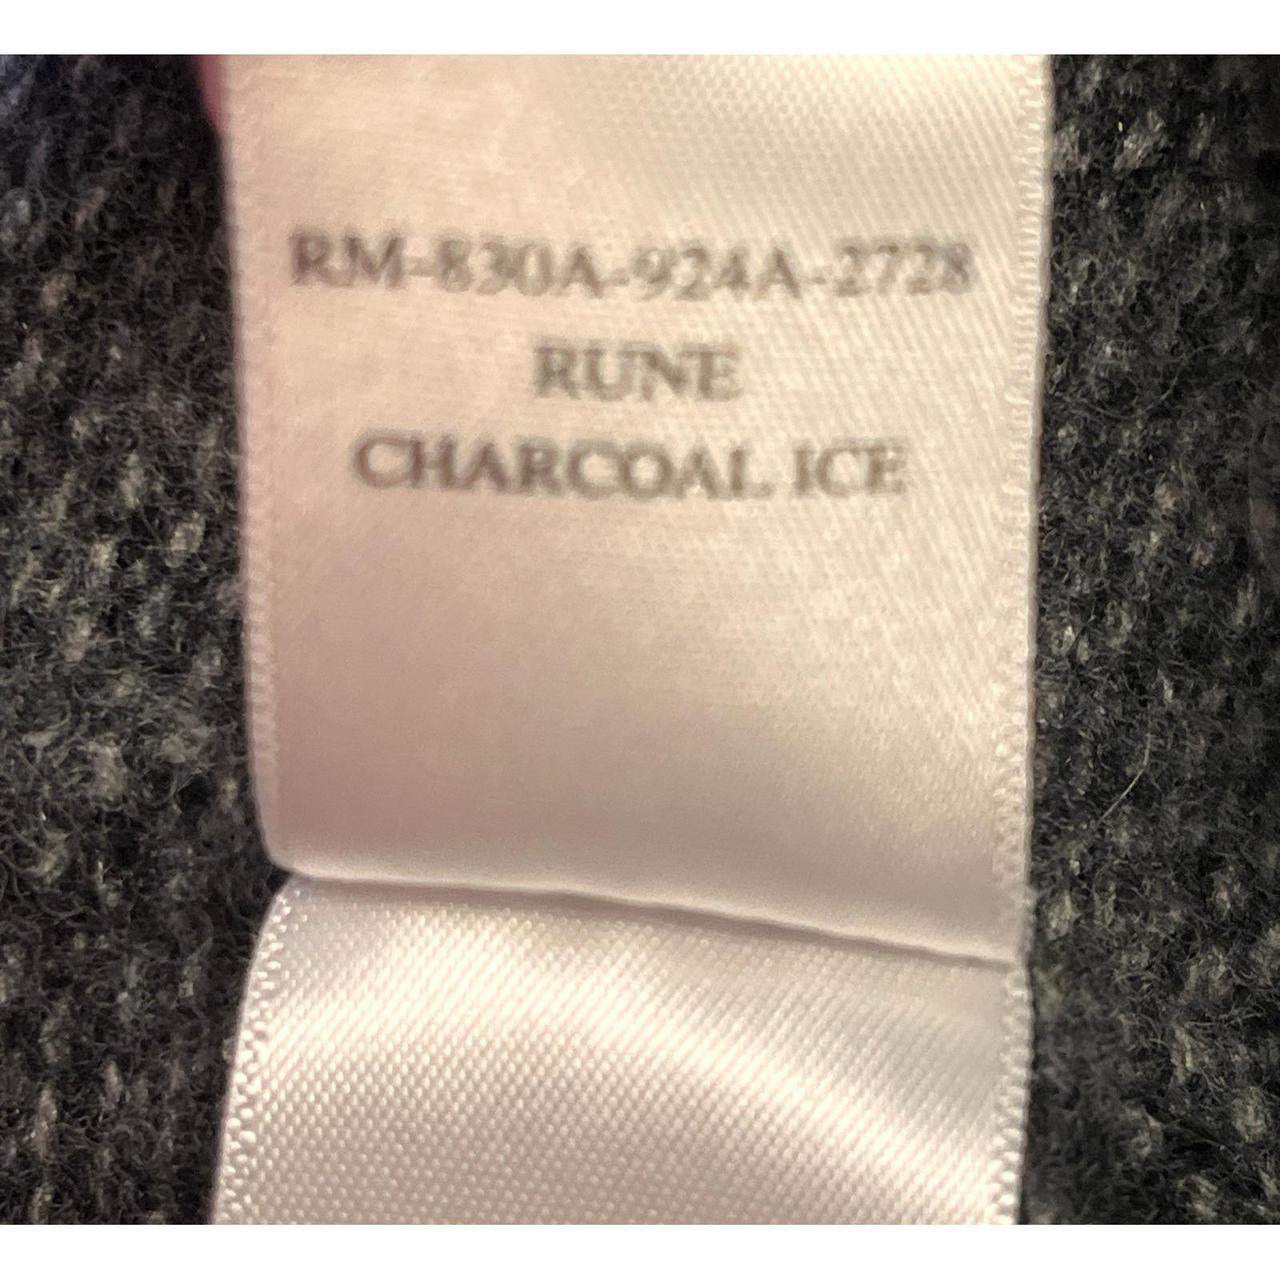 RM-830A-924A-2728
RUNE
CHARCOAL ICE